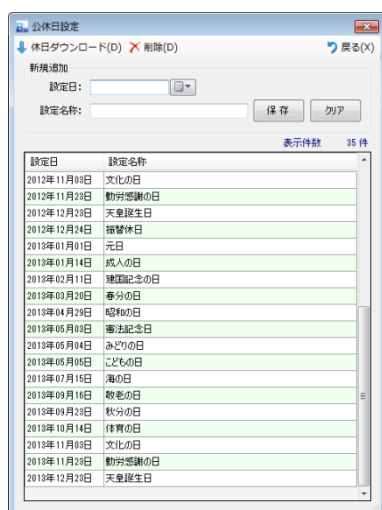 公休日設定
休日ダウンロード(D) 削除(D) 戻る(X)
新規追加
設定日:
設定名称: 保存 クリア
表示件数 35 件
設定日 設定名称
2012年11月03日 文化の日
2012年11月23日 勤労感謝の日
2012年12月23日 天皇誕生日
2012年12月24日 振替休日
2013年01月01日 元日
2013年01月14日 成人の日
2013年02月11日 建国記念の日
2013年03月20日 春分の日
2013年04月29日 昭和の日
2013年05月03日 憲法記念日
2013年05月04日 みどりの日
2013年05月05日 こどもの日
2013年07月15日 海の日
2013年09月16日 敬老の日
2013年09月23日 秋分の日
2013年10月14日 体育の日
2013年11月03日 文化の日
2013年11月23日 勤労感謝の日
2013年12月23日 天皇誕生日